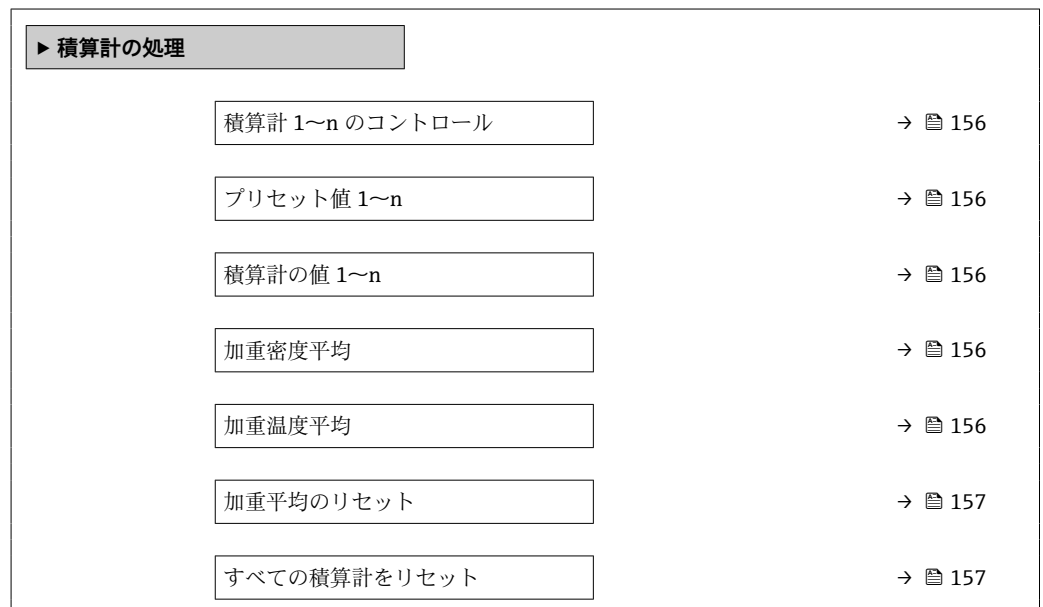 ▶ 積算計の処理
積算計 1～n のコントロール → 156
プリセット値 1～n → 156
積算計の値 1～n → 156
加重密度平均 → 156
加重温度平均 → 156
加重平均のリセット → 157
すべての積算計をリセット → 157